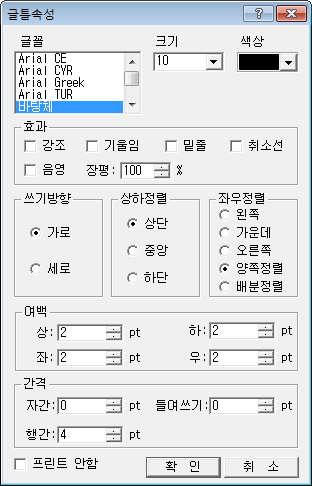 글틀속성
글꼴 크기 색상
Arial CE
Arial CYR
Arial Greek
Arial TUR
바탕체
10
효과
강조 기울임 밑줄 취소선
음영 장평: 100 %
쓰기방향 상하정렬 좌우정렬
가로
세로
상단
중앙
하단
왼쪽
가운데
오른쪽
양쪽정렬
배분정렬
여백
상: 2 pt 하: 2 pt
좌: 2 pt 우: 2 pt
간격
자간: 0 pt 들여쓰기: 0 pt
행간: 4 pt
프린트 안함 확 인 취 소